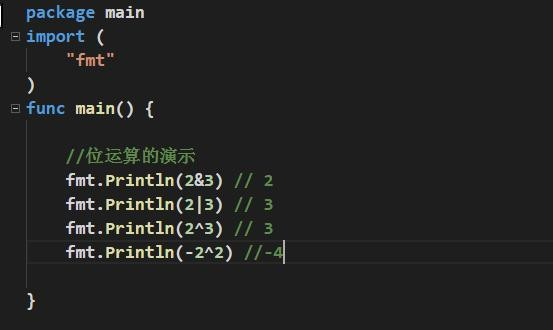 package main
import (
"fmt"
)
func main() {
//位运算的演示
fmt.Println(2&3) // 2
fmt.Println(2|3) // 3
fmt.Println(2^3) // 3
fmt.Println(-2^2) //-4
}